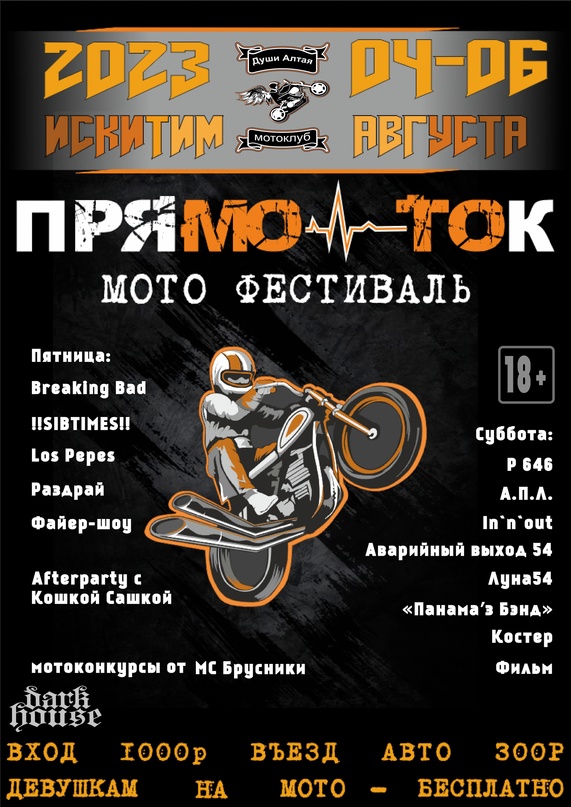 2023
04-06
Души Алтая
ИСКИТИМ
АВГУСТА
мотоклуб
ПРЯМО ТОК
МОТО ФЕСТИВАЛЬ
Пятница:
Breaking Bad
!!SIBTIMES!!
Los Pepes
Раздрай
Файер-шоу
Afterparty с
Кошкой Сашкой
18+
Суббота:
Р 646
А.П.Л.
In`n`out
Аварийный выход 54
Луна54
«Панама’s Бэнд»
Костер
Фильм
мотоконкурсы от МС Брусники
dark
house
ВХОД 1000р ВЪЕЗД АВТО 300Р
ДЕВУШКАМ НА МОТО – БЕСПЛАТНО